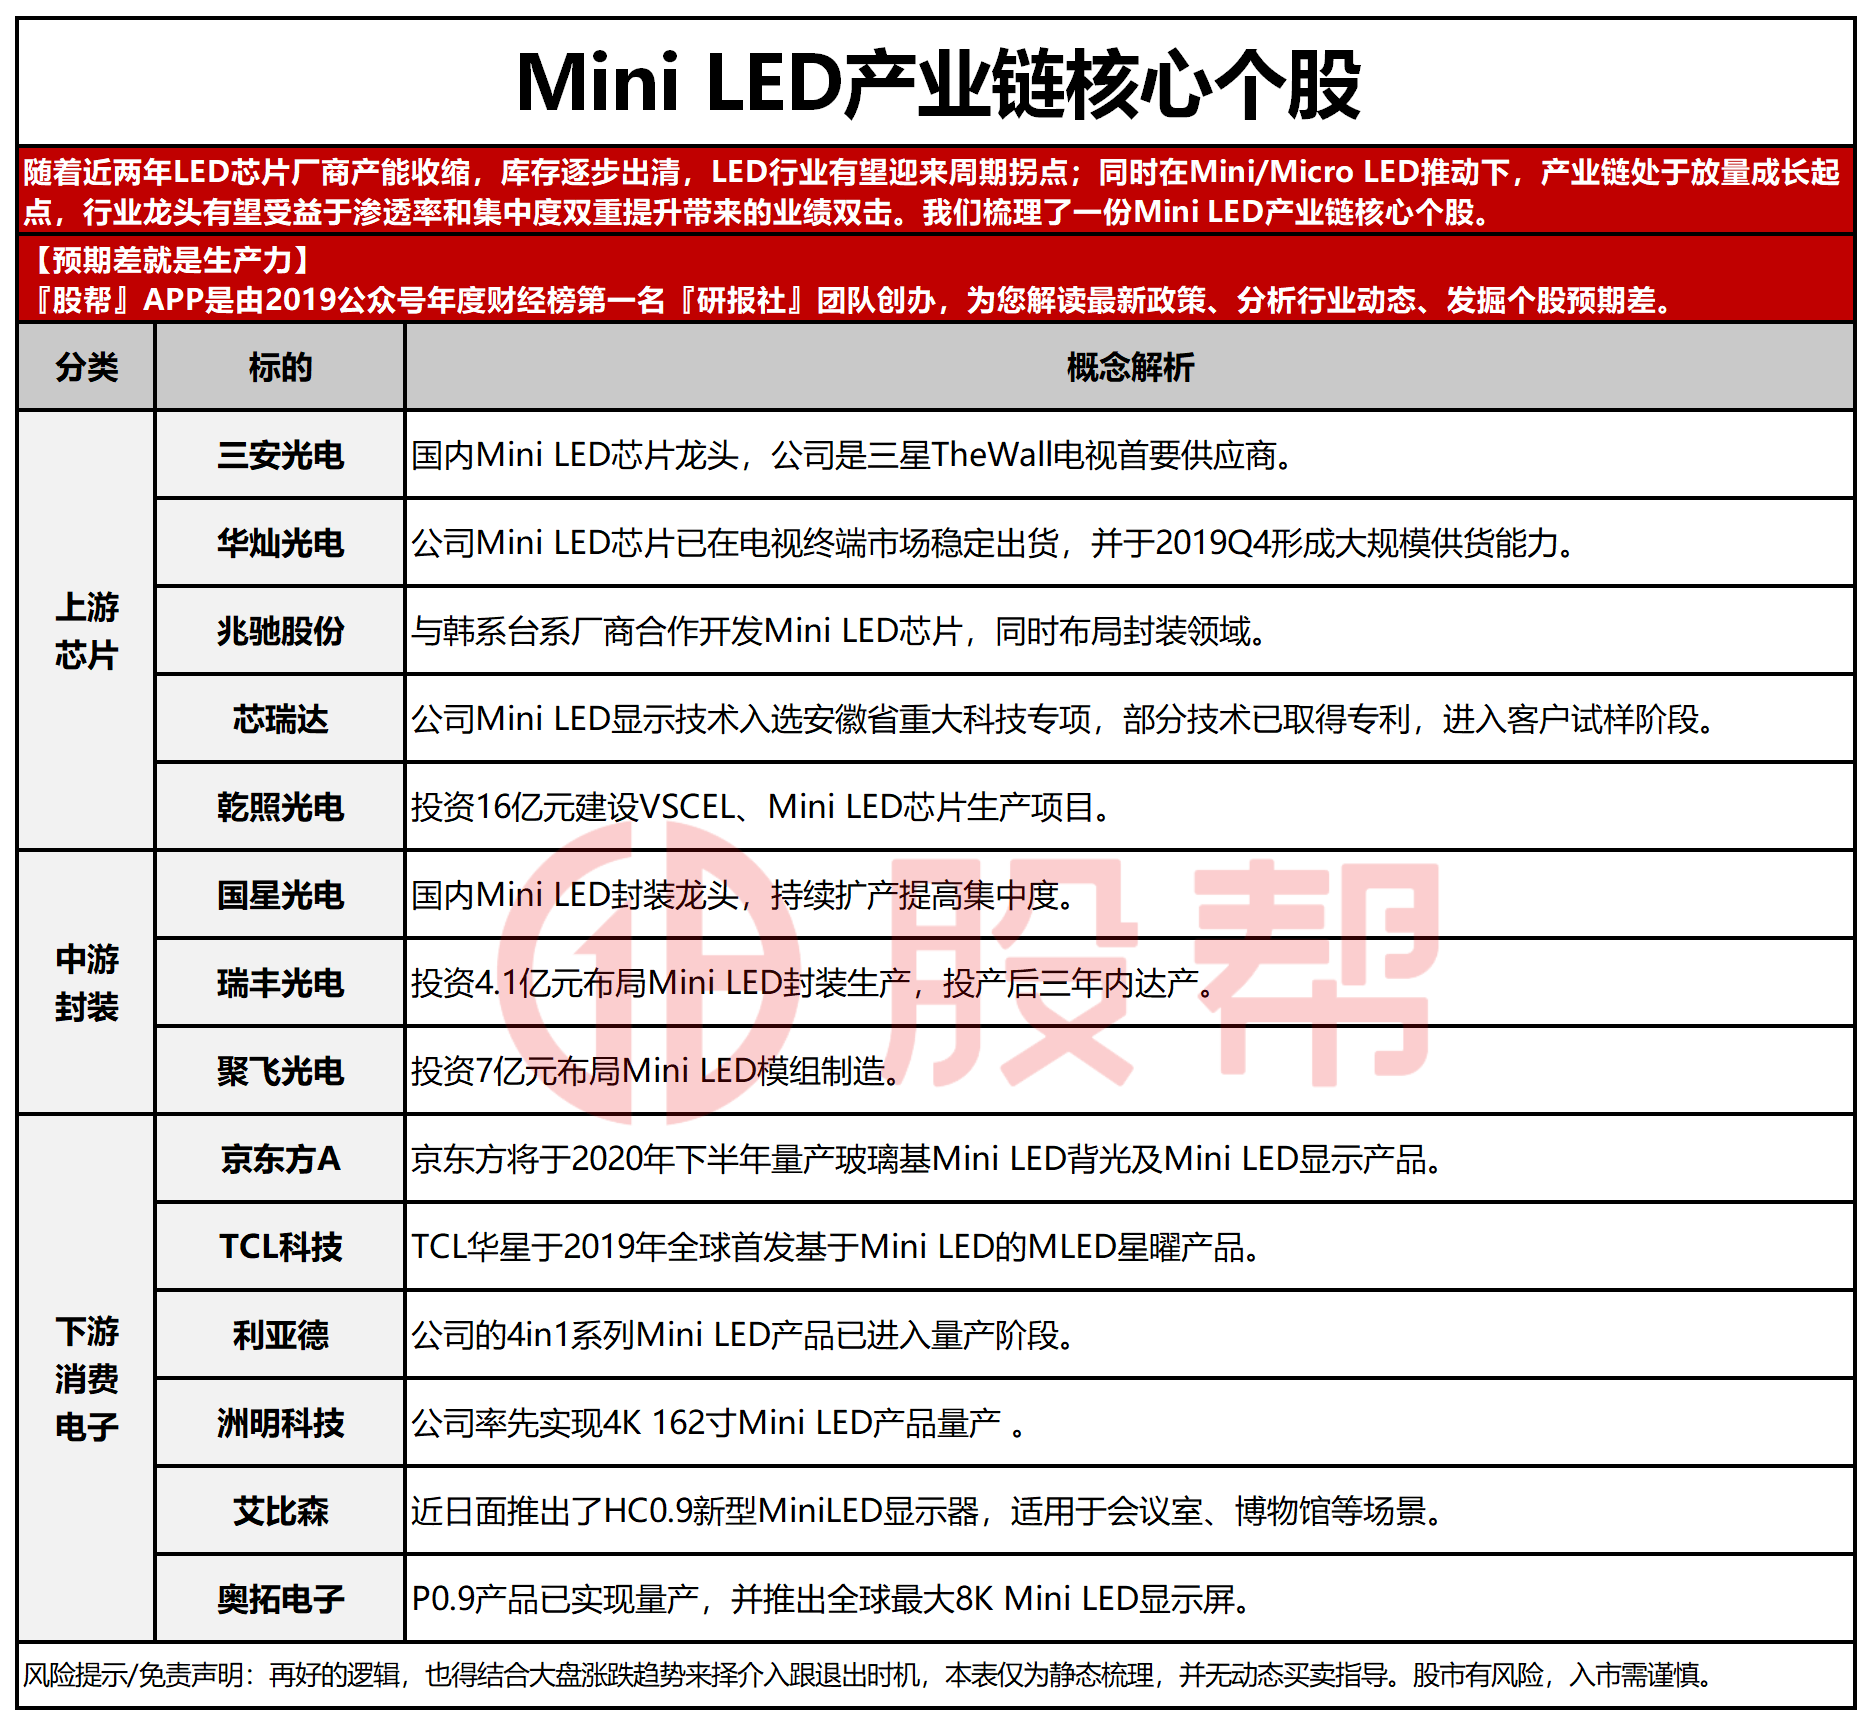 Mini LED产业链核心个股
随着近两年LED芯片厂商产能收缩，库存逐步出清，LED行业有望迎来周期拐点；同时在Mini/Micro LED推动下，产业链处于放量成长起
点，行业龙头有望受益于渗透率和集中度双重提升带来的业绩双击。我们梳理了一份Mini LED产业链核心个股。
【预期差就是生产力】
『股帮』APP是由2019公众号年度财经榜第一名『研报社』团队创办，为您解读最新政策、分析行业动态、发掘个股预期差。
分类 标的 概念解析
上游
芯片
三安光电 国内Mini LED芯片龙头，公司是三星TheWall电视首要供应商。
华灿光电 公司Mini LED芯片已在电视终端市场稳定出货，并于2019Q4形成大规模供货能力。
兆驰股份 与韩系台系厂商合作开发Mini LED芯片，同时布局封装领域。
芯瑞达 公司Mini LED显示技术入选安徽省重大科技专项，部分技术已取得专利，进入客户试样阶段。
乾照光电 投资16亿元建设VSCEL、Mini LED芯片生产项目。
中游
封装
国星光电 国内Mini LED封装龙头，持续扩产提高集中度。
瑞丰光电 投资4.1亿元布局Mini LED封装生产，投产后三年内达产。
聚飞光电 投资7亿元布局Mini LED模组制造。
股帮
下游
消费
电子
京东方A 京东方将于2020年下半年量产玻璃基Mini LED背光及Mini LED显示产品。
TCL科技 TCL华星于2019年全球首发基于Mini LED的MLED星曜产品。
利亚德 公司的4in1系列Mini LED产品已进入量产阶段。
洲明科技 公司率先实现4K 162寸Mini LED产品量产 。
艾比森 近日面推出了HC0.9新型MiniLED显示器，适用于会议室、博物馆等场景。
奥拓电子 P0.9产品已实现量产，并推出全球最大8K Mini LED显示屏。
风险提示/免责声明：再好的逻辑，也得结合大盘涨跌趋势来择介入跟退出时机，本表仅为静态梳理，并无动态买卖指导。股市有风险，入市需谨慎。